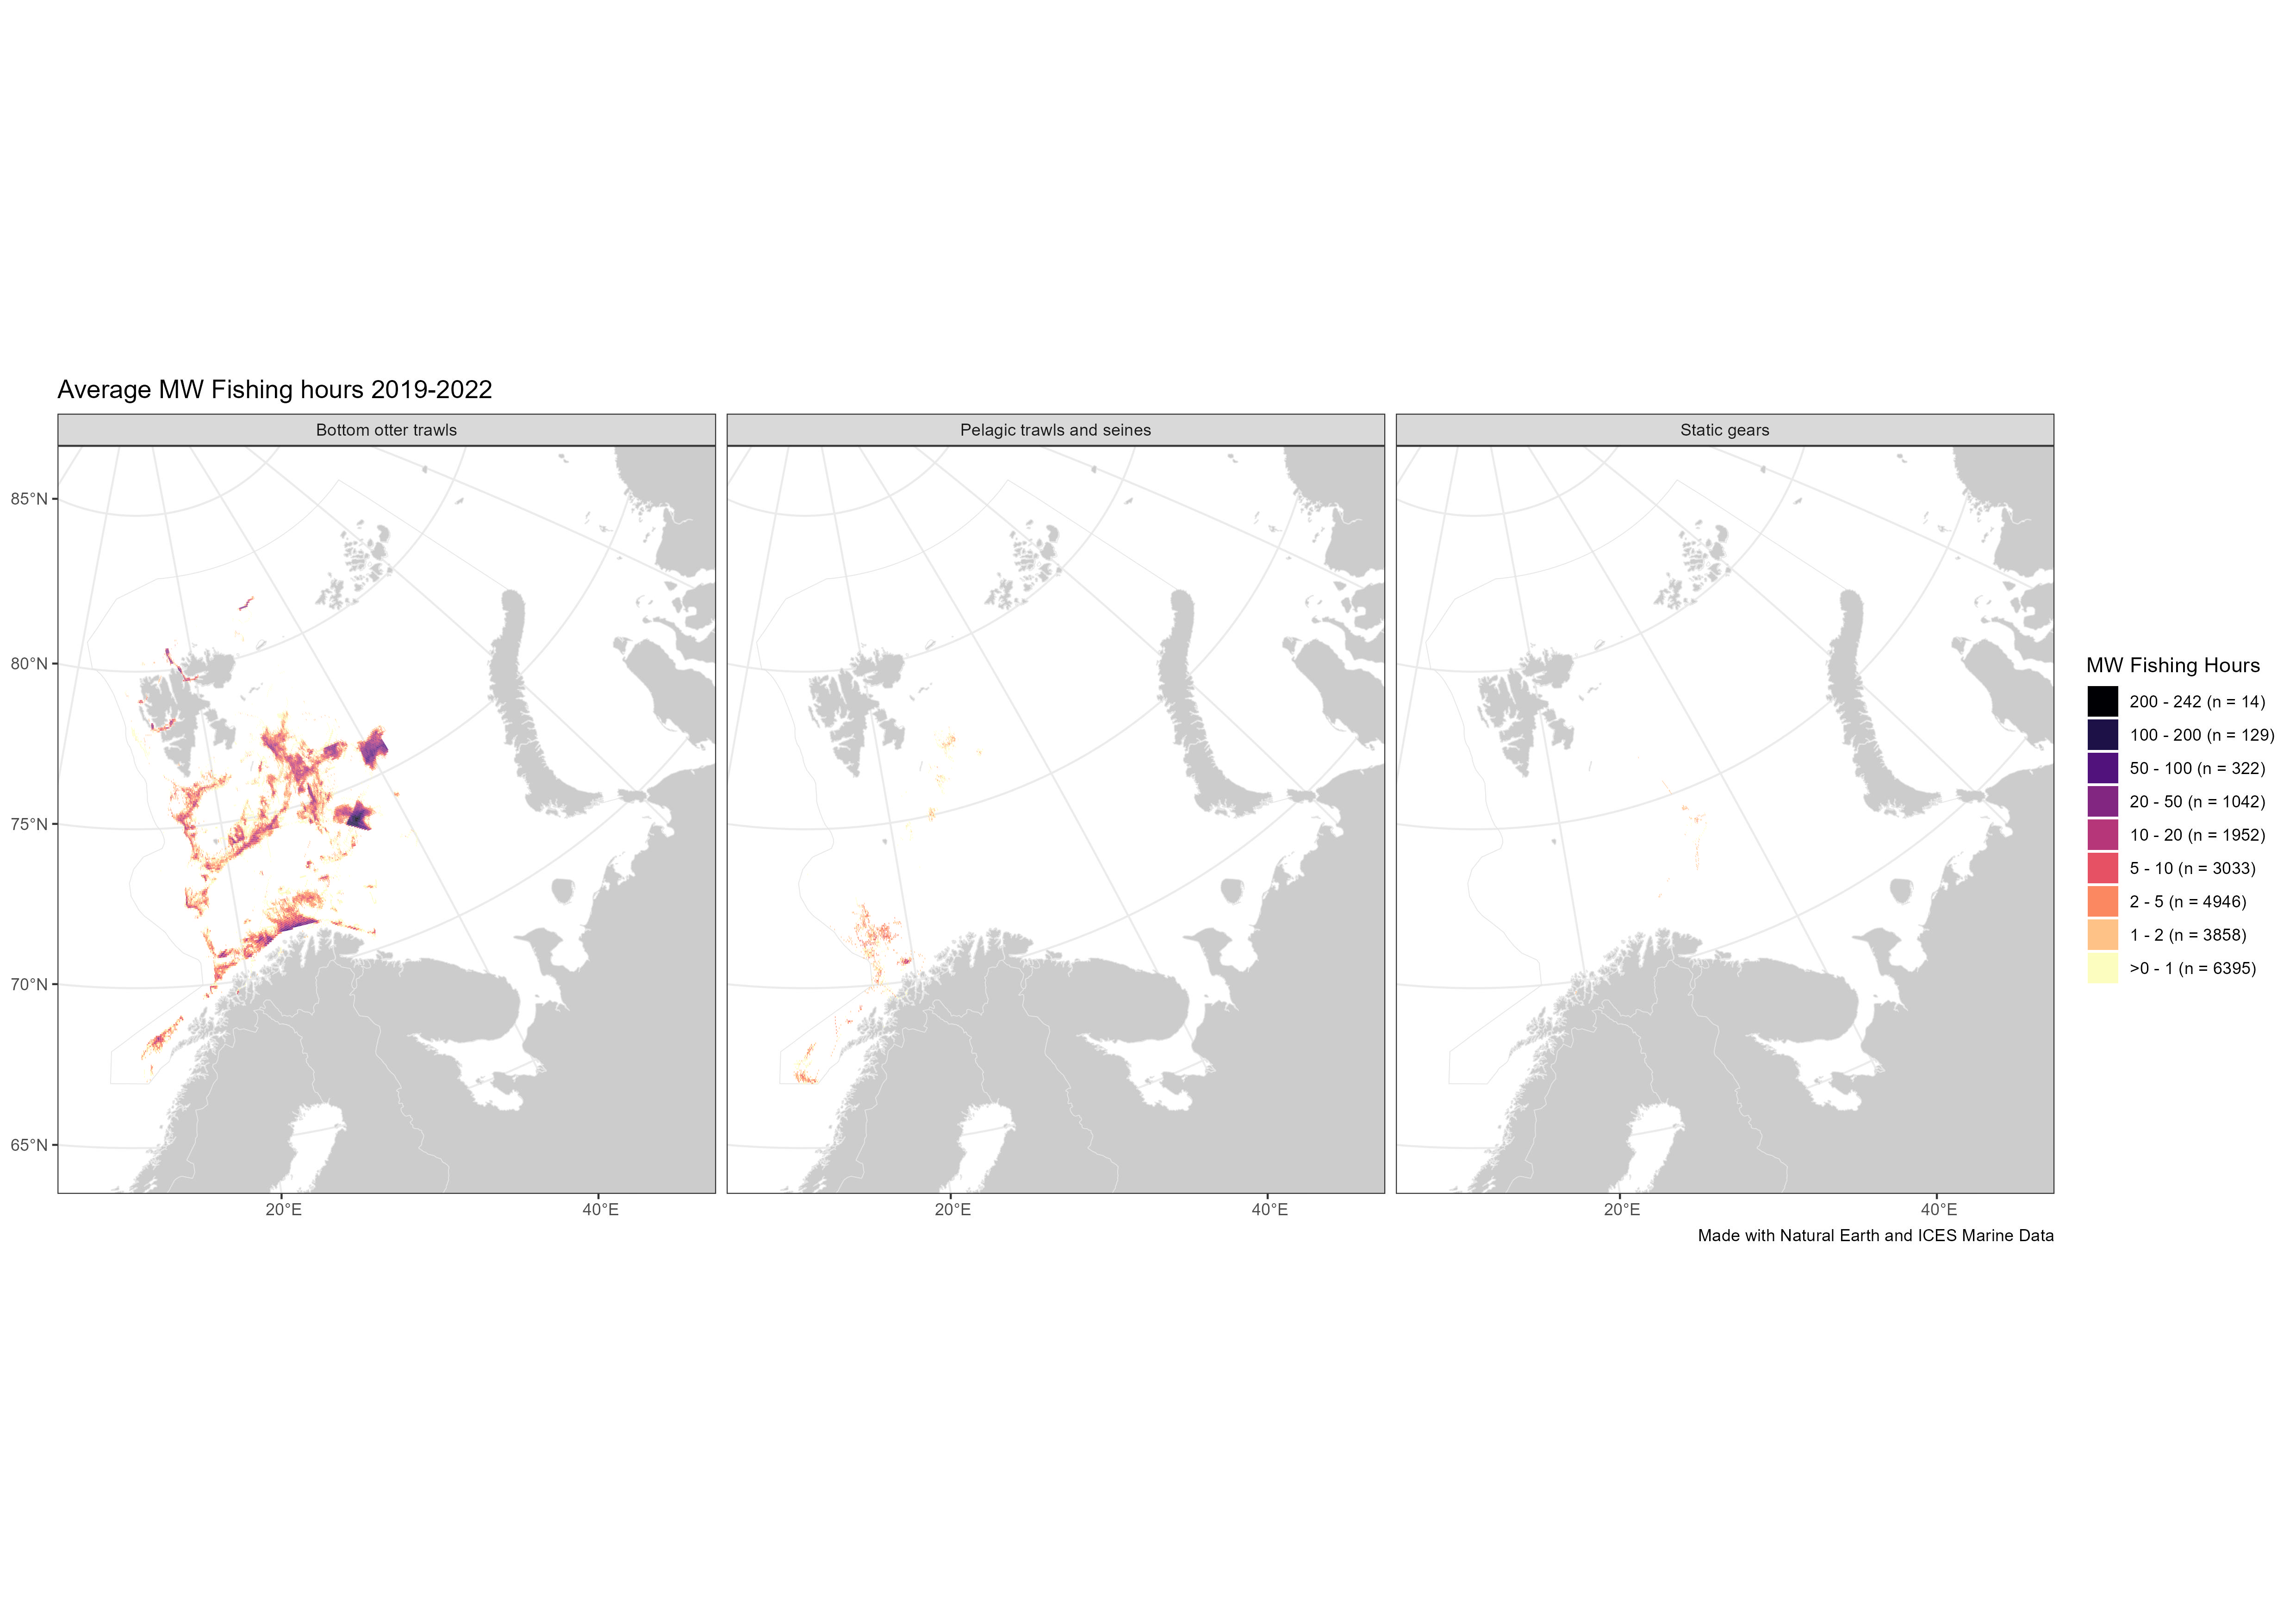 Average MW Fishing hours 2019-2022
Bottom otter trawls
Pelagic trawls and seines
Static gears
85°N
80°N
75°N
70°N
65°N
20°E
40°E
20°E
40°E
20°E
40°E
MW Fishing Hours
200 - 242 (n = 14)
100 - 200 (n = 129)
50 - 100 (n = 322)
20 - 50 (n = 1042)
10 - 20 (n = 1952)
5 - 10 (n = 3033)
2 - 5 (n = 4946)
1 - 2 (n = 3858)
>0 - 1 (n = 6395)
Made with Natural Earth and ICES Marine Data